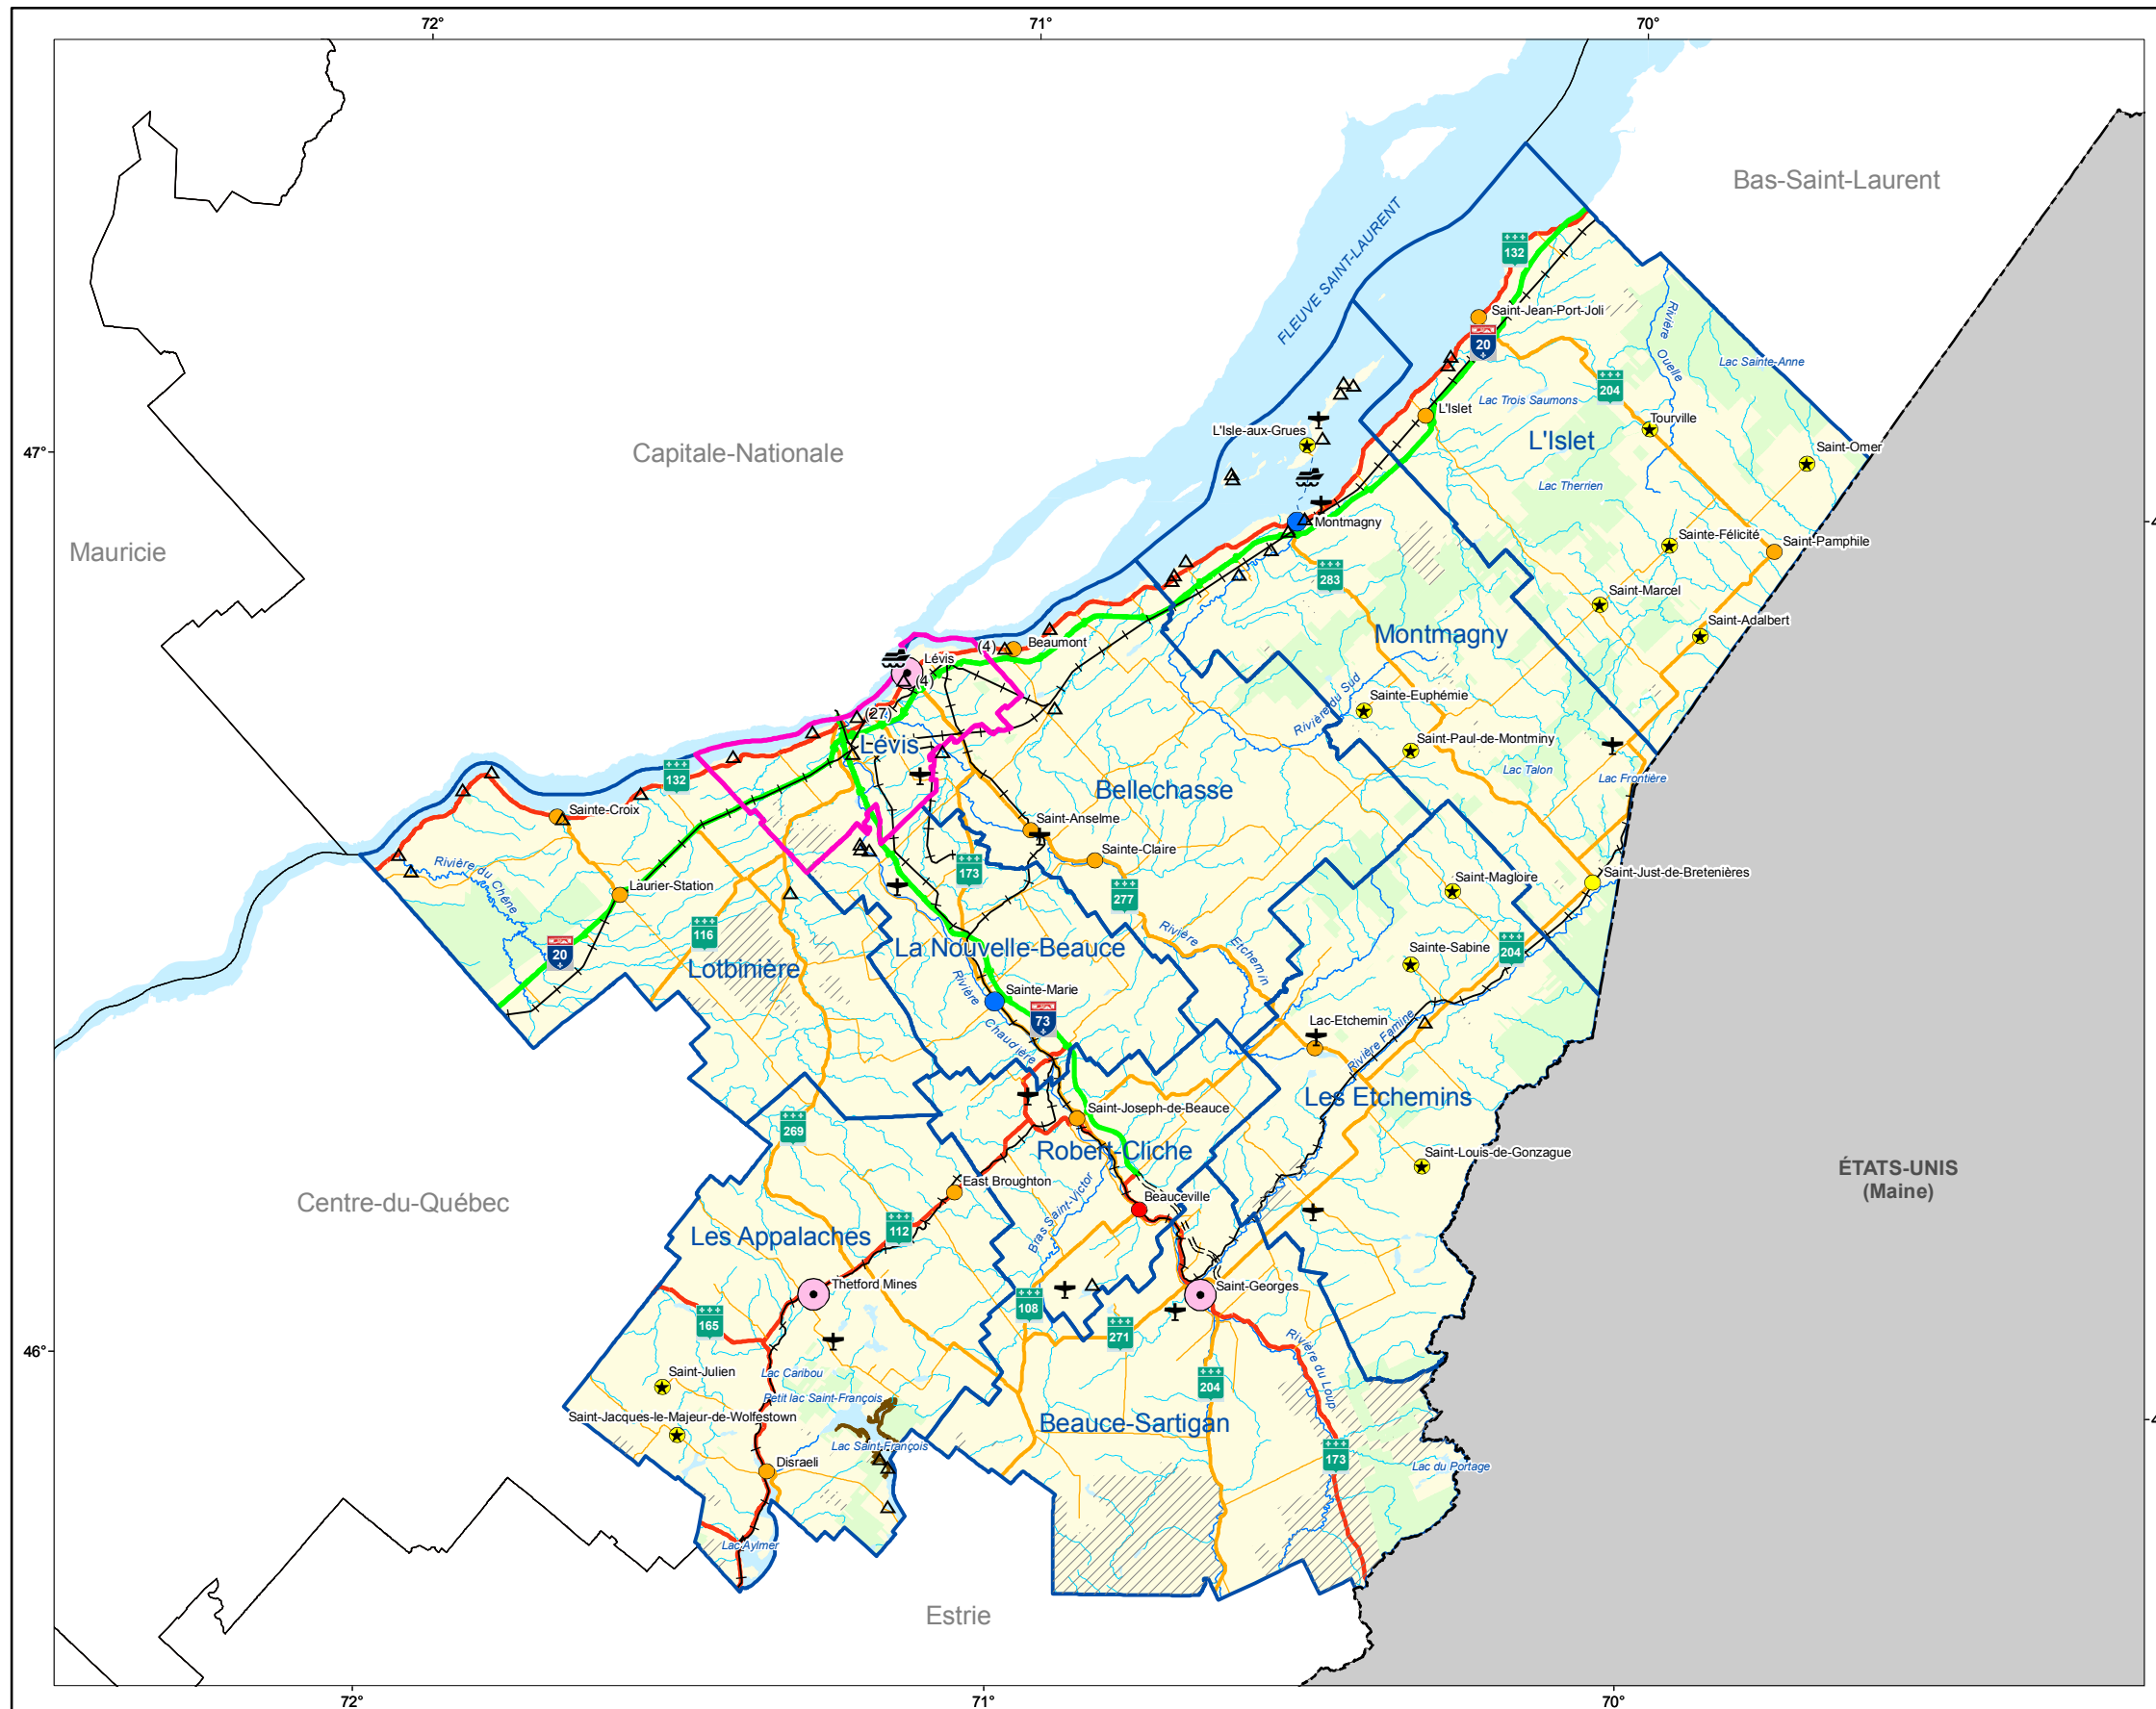 72°
71°
70°
Bas-Saint-Laurent
FLEUVE SAINT-LAURENT
132
Saint-Jean-Port-Joli
20
Rivière
Ouelle
Lac Sainte-Anne
204
Lac Trois Saumons
L'Islet
Tourville
L'Isle-aux-Grues
L'Islet
Saint-Omer
Capitale-Nationale
47°
Lac Therrien
Montmagny
Sainte-Félicité
Saint-Pamphile
Mauricie
283
Saint-Marcel
Saint-Adalbert
Montmagny
(4)
Beaumont
Lévis
(4)
Sainte-Euphémie
Rivière du Sud
(27)
Lévis
Saint-Paul-de-Montminy
Lac Talon
Lac Frontière
132
Bellechasse
Sainte-Croix
Saint-Anselme
Sainte-Claire
Rivière du Chêne
173
Saint-Magloire
Saint-Just-de-Bretenières
Laurier-Station
277
116
Rivière
Etchemin
Sainte-Sabine
204
La Nouvelle-Beauce
20
Lotbinière
Rivière
Chaudière
Sainte-Marie
73
Lac-Etchemin
Rivière Famine
Les Etchemins
Saint-Joseph-de-Beauce
269
Robert-Cliche
Saint-Louis-de-Gonzague
ÉTATS-UNIS
(Maine)
East Broughton
Centre-du-Québec
Bras Saint-Victor
Beauceville
112
Les Appalaches
Thetford Mines
Saint-Georges
108
165
271
46°
Rivière du Loup
Saint-Julien
Lac Caribou
204
Petit lac Saint-François
Saint-Jacques-le-Majeur-de-Wolfestown
Beauce-Sartigan
Lac Saint-François
173
Disraeli
Lac du Portage
Lac Aylmer
Estrie
72°
71°
70°